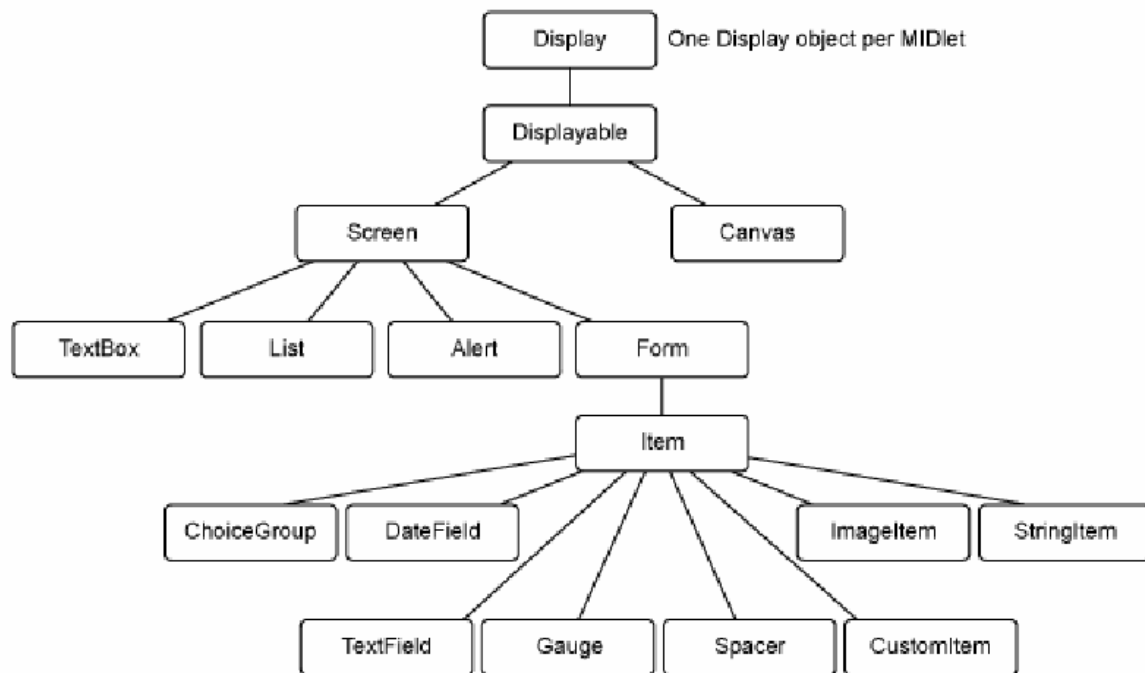 Display
One Display object per MIDlet
Displayable
Screen
Canvas
TextBox
List
Alert
Form
Item
ChoiceGroup
DateField
ImageItem
StringItem
TextField
Gauge
Spacer
CustomItem